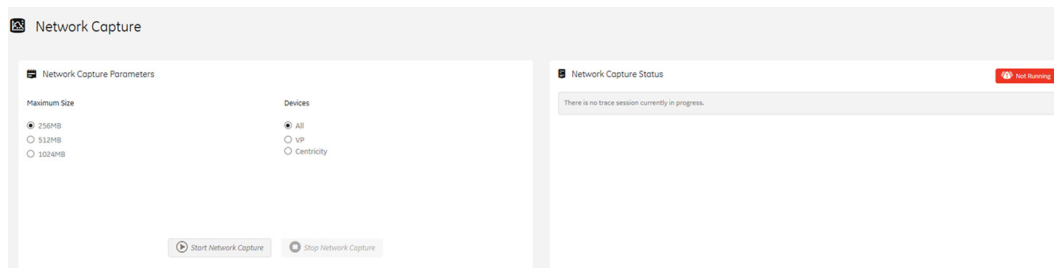 Network Capture
Network Capture Parameters
Maximum Size
Devices
256MB
All
512MB
VP
1024MB
Centricity
Start Network Capture
Stop Network Capture
Network Capture Status
Not Running
There is no trace session currently in progress.